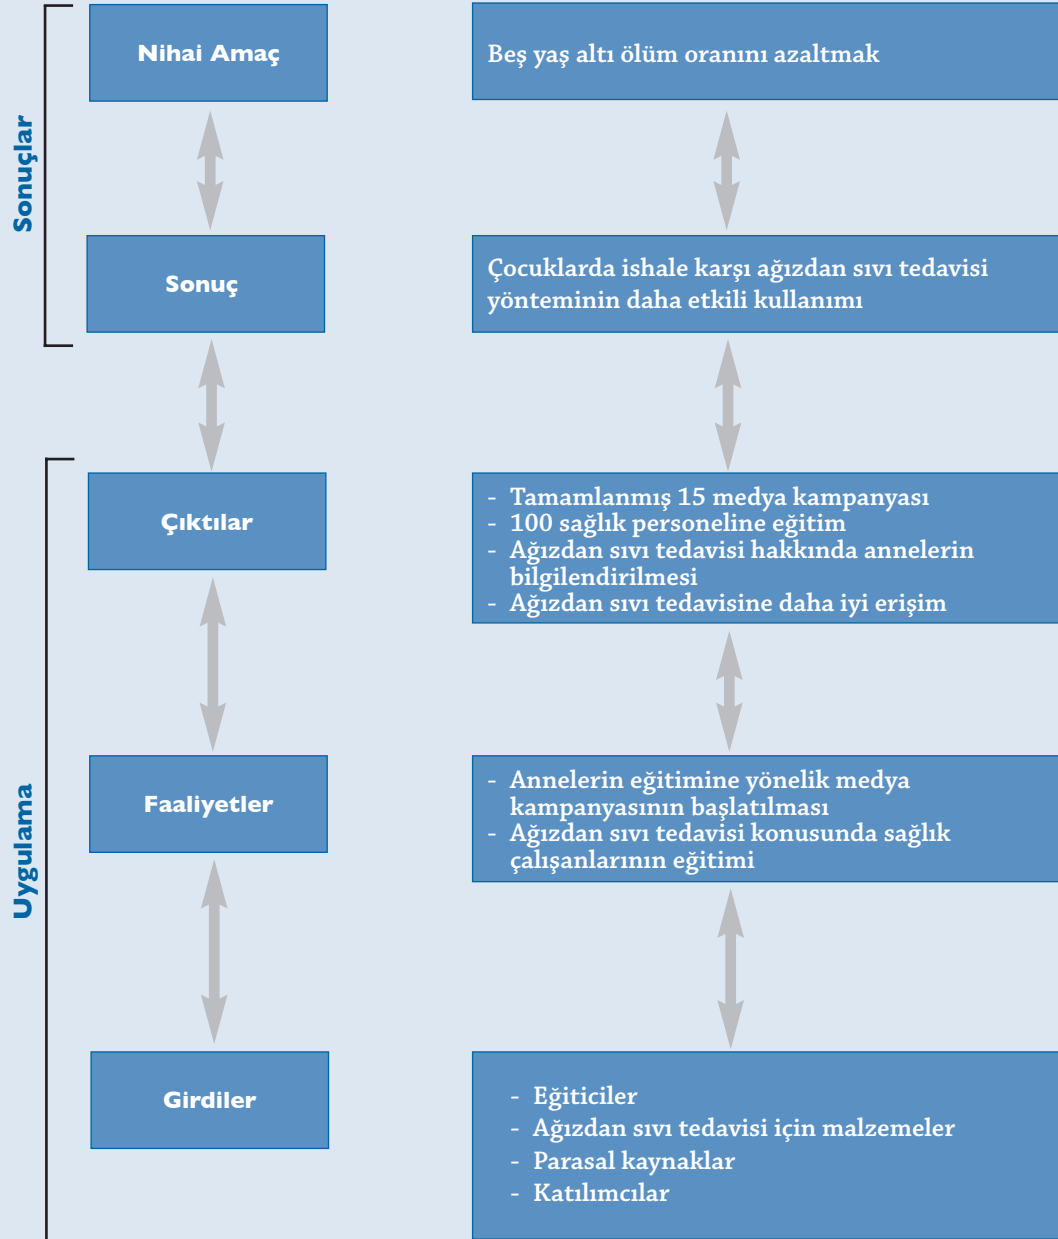 Sonuçlar
Nihai Amaç
Beş yaş altı ölüm oranını azaltmak
Sonuç
Çocuklarda ishale karşı ağızdan sıvı tedavisi
yönteminin daha etkili kullanımı
Uygulama
Çıktılar
- Tamamlanmış 15 medya kampanyası
- 100 sağlık personeline eğitim
- Ağızdan sıvı tedavisi hakkında annelerin
bilgilendirilmesi
- Ağızdan sıvı tedavisine daha iyi erişim
Faaliyetler
- Annelerin eğitimine yönelik medya
kampanyasının başlatılması
- Ağızdan sıvı tedavisi konusunda sağlık
çalışanlarının eğitimi
Girdiler
- Eğiticiler
- Ağızdan sıvı tedavisi için malzemeler
- Parasal kaynaklar
- Katılımcılar